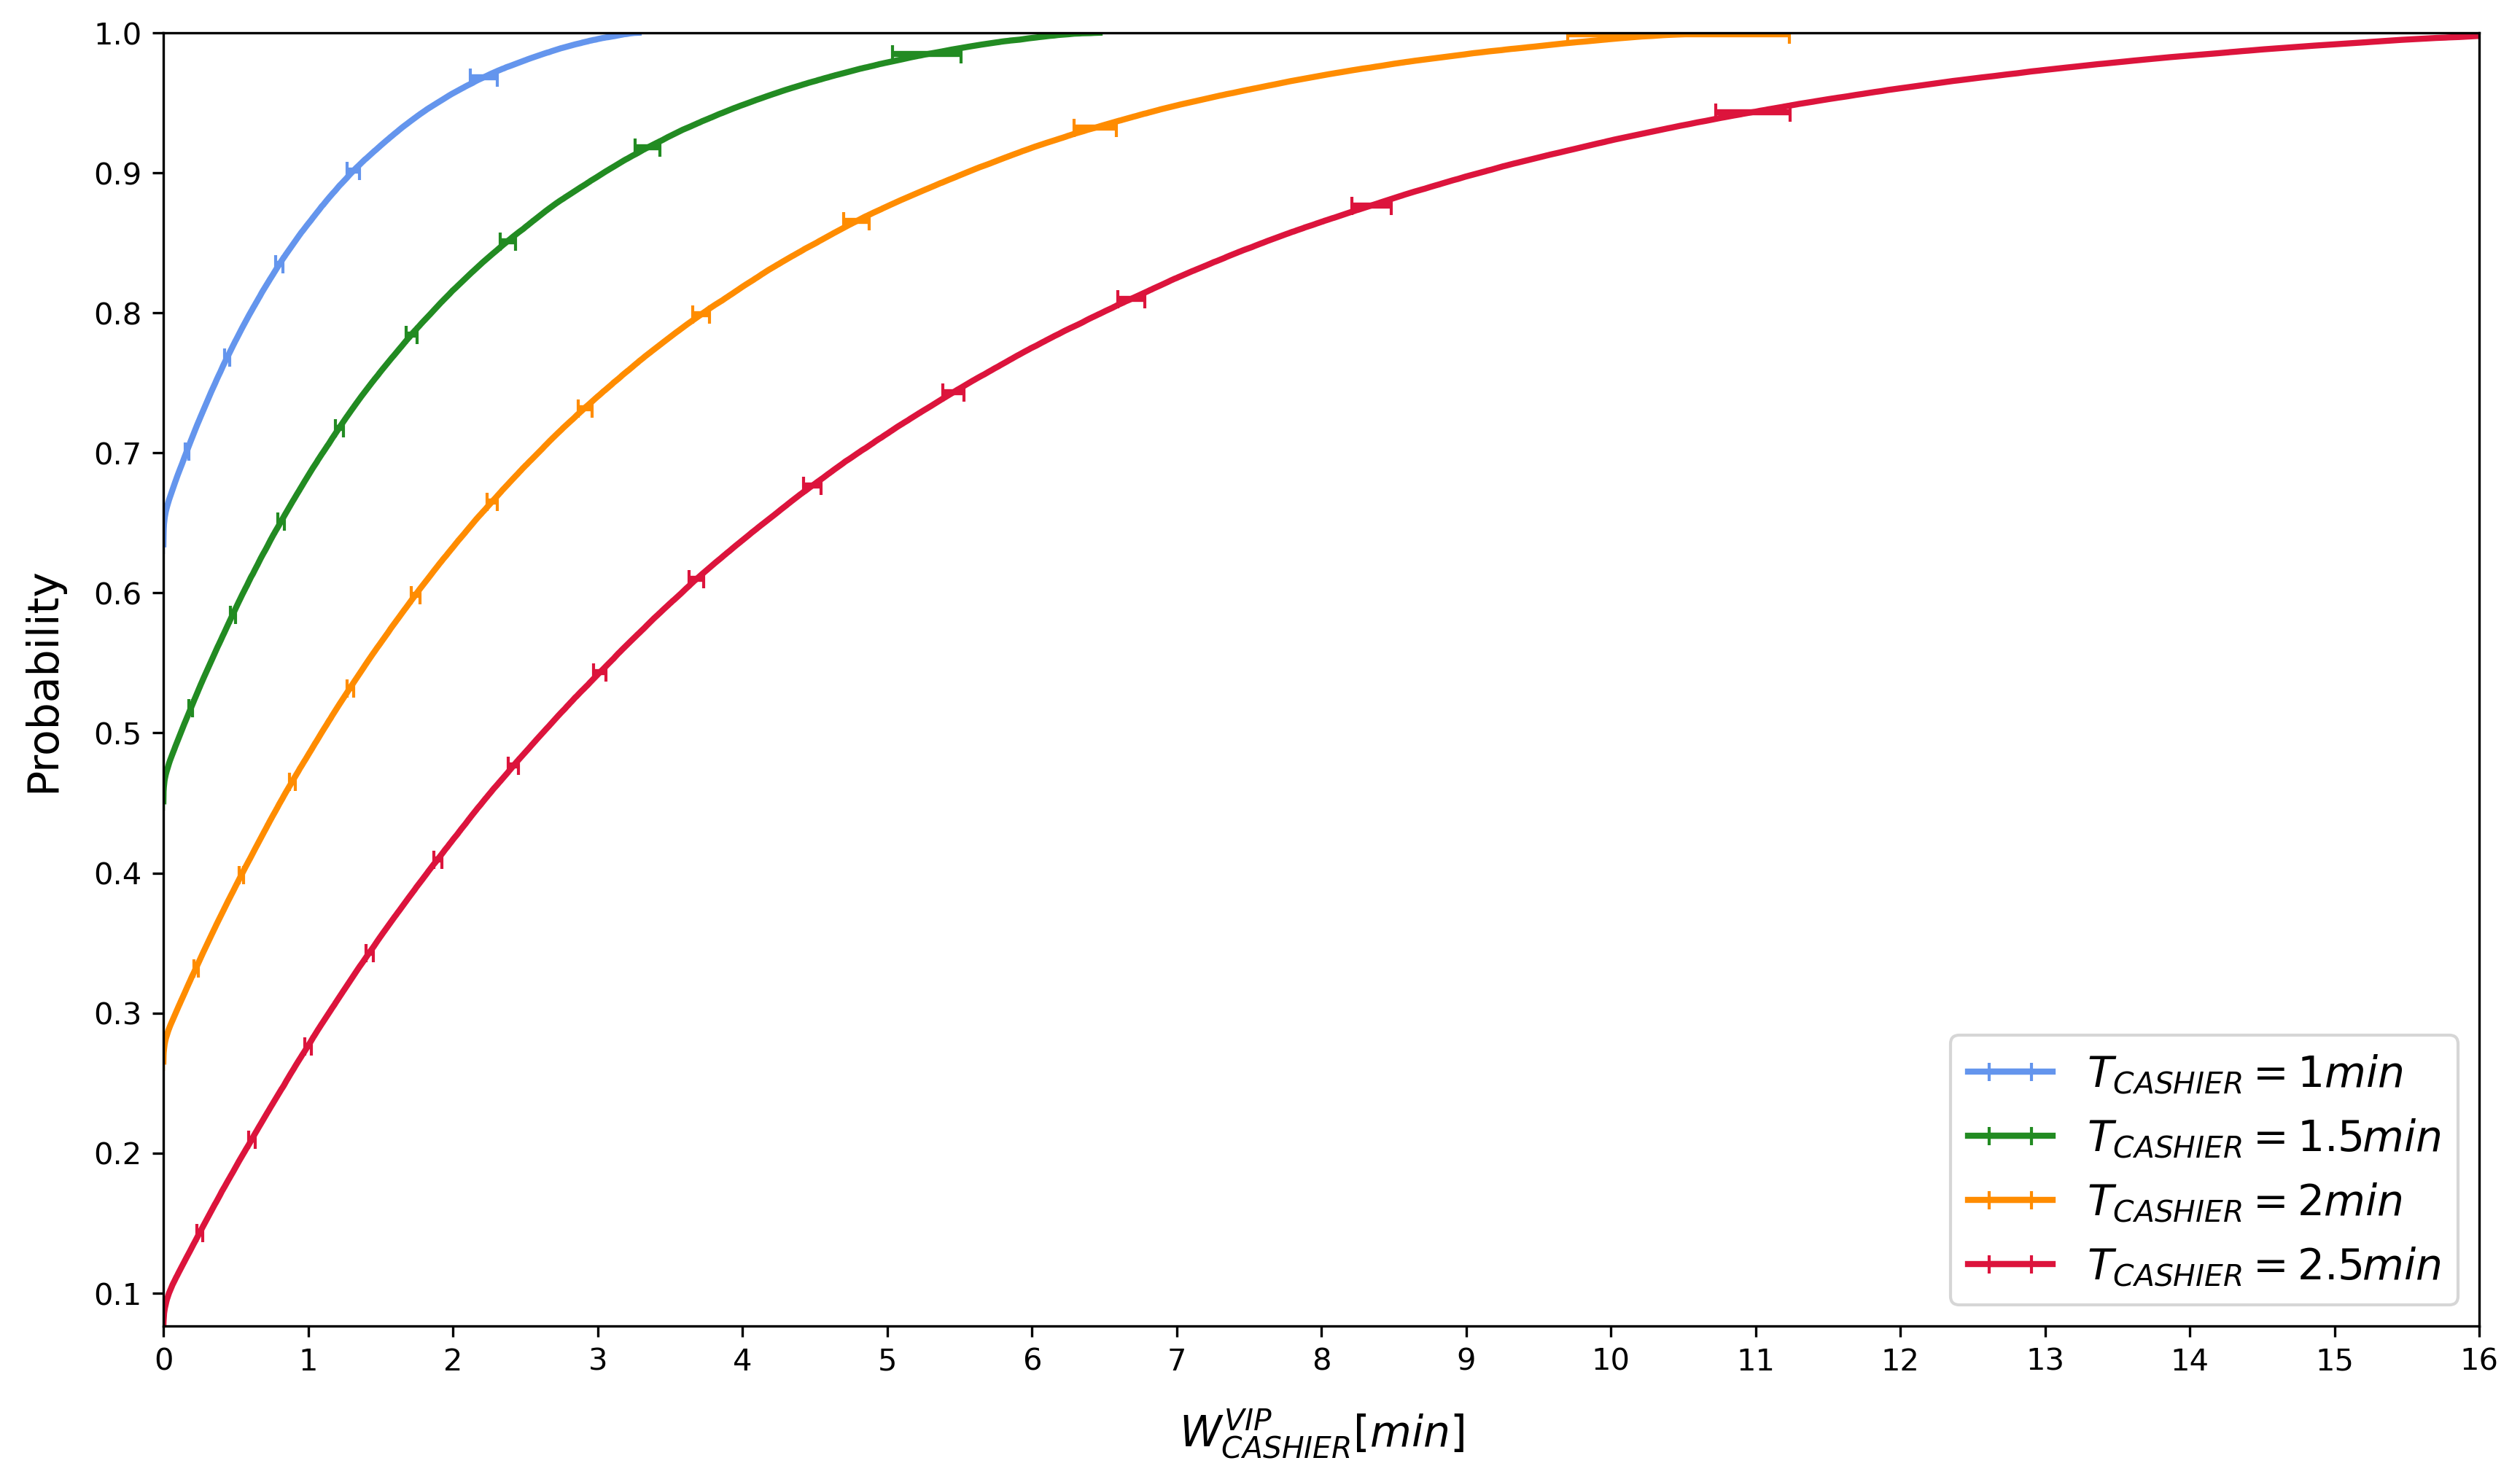 1.0
0.9
0.8
0.7
0.6
0.5
0.4
0.3
0.2
0.1
Probability
0 1 2 3 4 5 6 7 8 9 10 11 12 13 14 15 16
W_{CASHIER}^{VIP}[min]
T_{CASHIER} = 1min
T_{CASHIER} = 1.5min
T_{CASHIER} = 2min
T_{CASHIER} = 2.5min